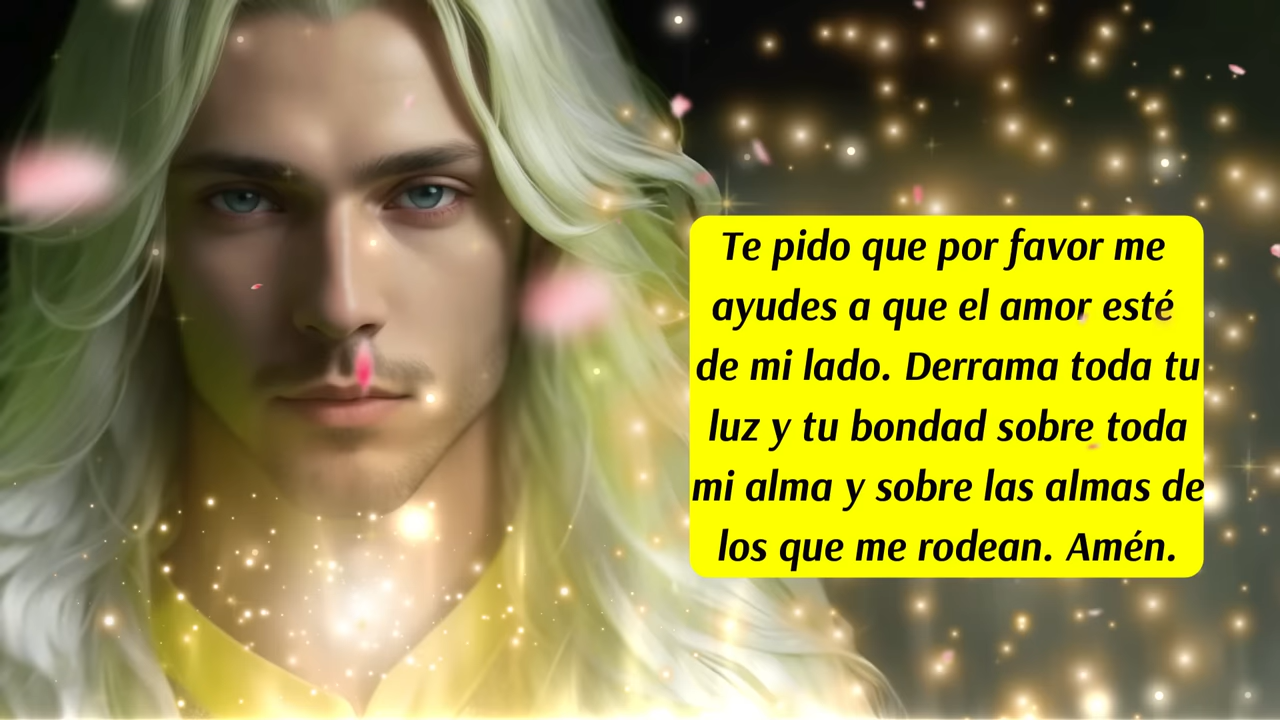 Te pido que por favor me
ayudes a que el amor esté
de mi lado. Derrama toda tu
luz y tu bondad sobre toda
mi alma y sobre las almas de
los que me rodean. Amén.